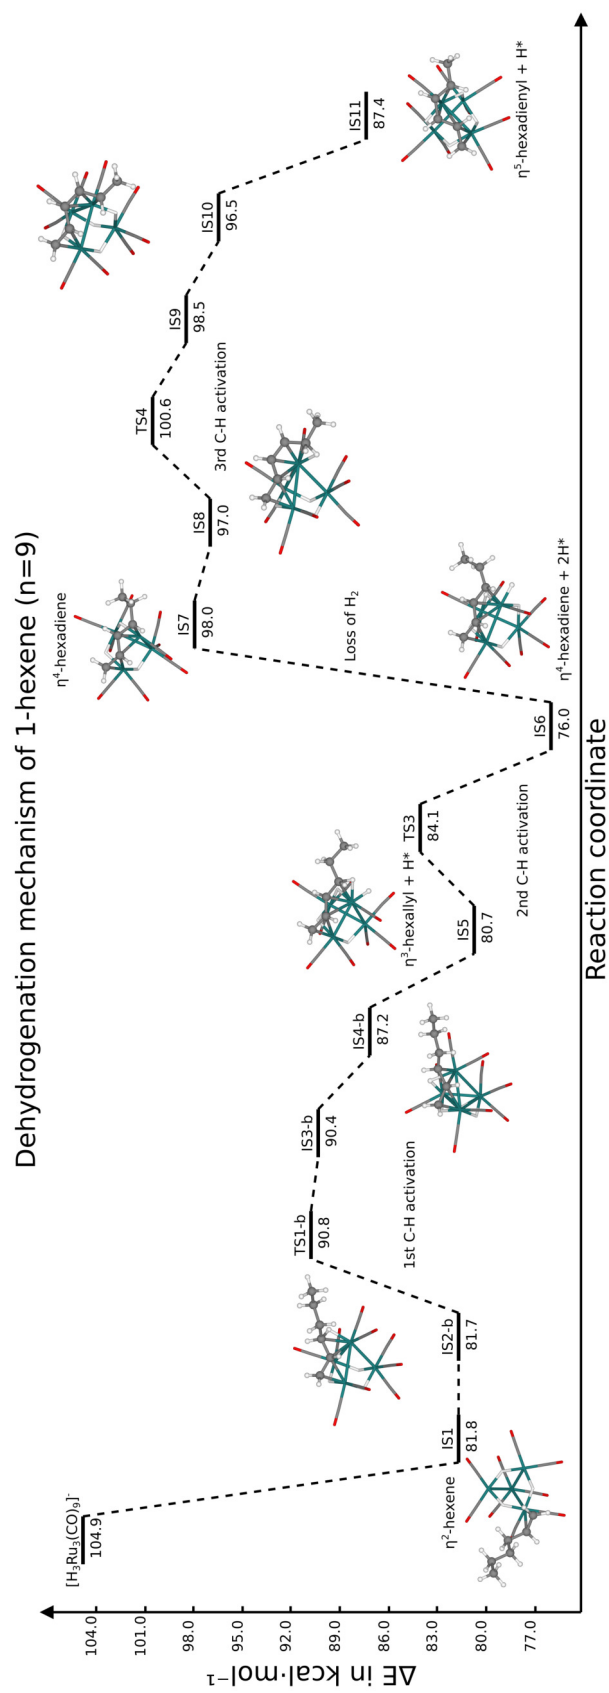 Dehydrogenation mechanism of 1-hexene (n=9)
ΔE in kcal·mol⁻¹
104.0
101.0
98.0
95.0
92.0
89.0
86.0
83.0
80.0
77.0
[H₃Ru₃(CO)₉]⁻
104.9
η²-hexene
IS1
81.8
IS2-b
81.7
TS1-b
90.8
1st C-H activation
IS3-b
90.4
IS4-b
87.2
η³-hexallyl + H*
IS5
80.7
TS3
84.1
2nd C-H activation
IS6
76.0
η⁴-hexadiene + 2H*
Loss of H₂
η⁴-hexadiene
IS7
98.0
IS8
97.0
TS4
100.6
3rd C-H activation
IS9
98.5
IS10
96.5
IS11
87.4
η⁵-hexadienyl + H*
Reaction coordinate